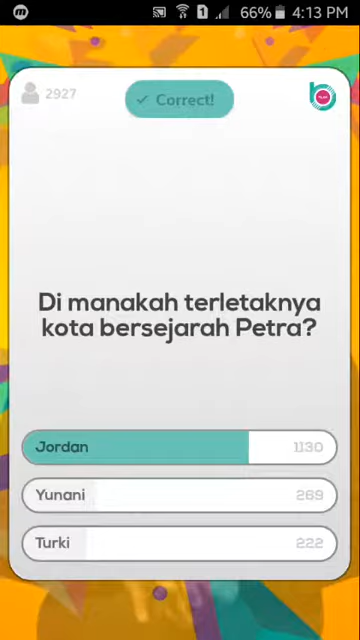 66% 4:13 PM
2927
✓ Correct!
Di manakah terletaknya
kota bersejarah Petra?
Jordan 1130
Yunani 269
Turki 222